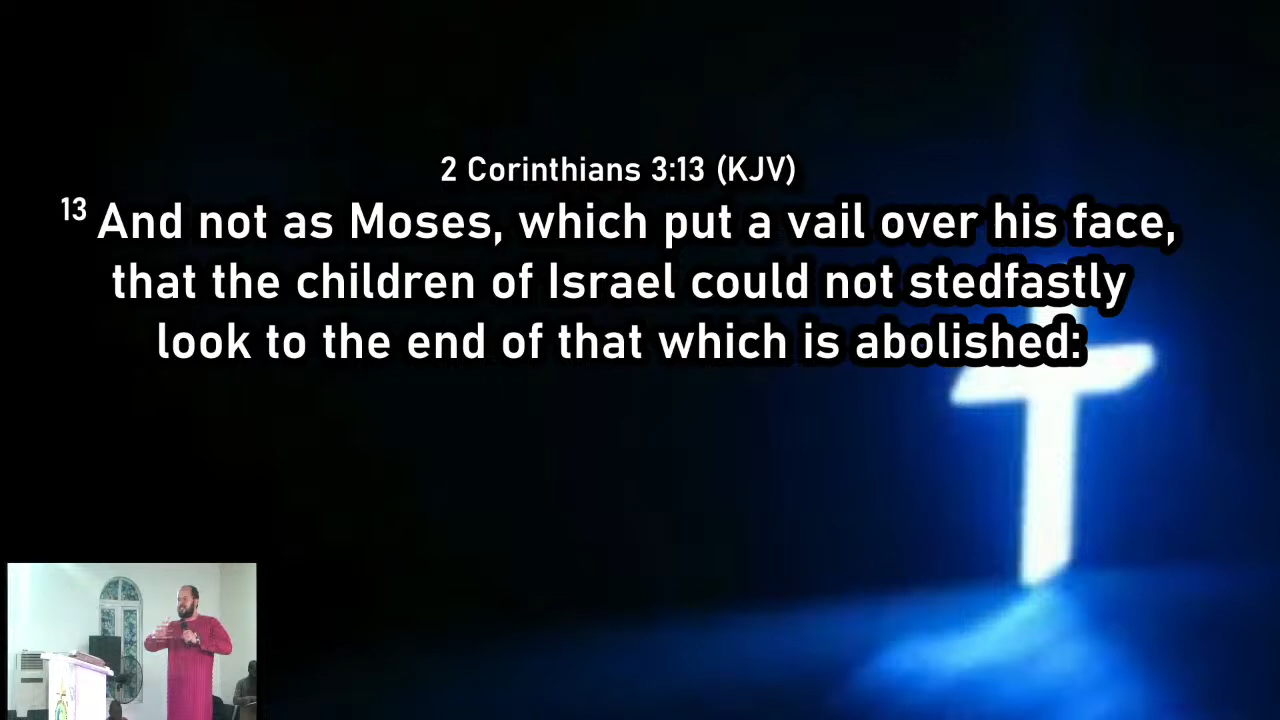 2 Corinthians 3:13 (KJV)
13 And not as Moses, which put a vail over his face,
that the children of Israel could not stedfastly
look to the end of that which is abolished: